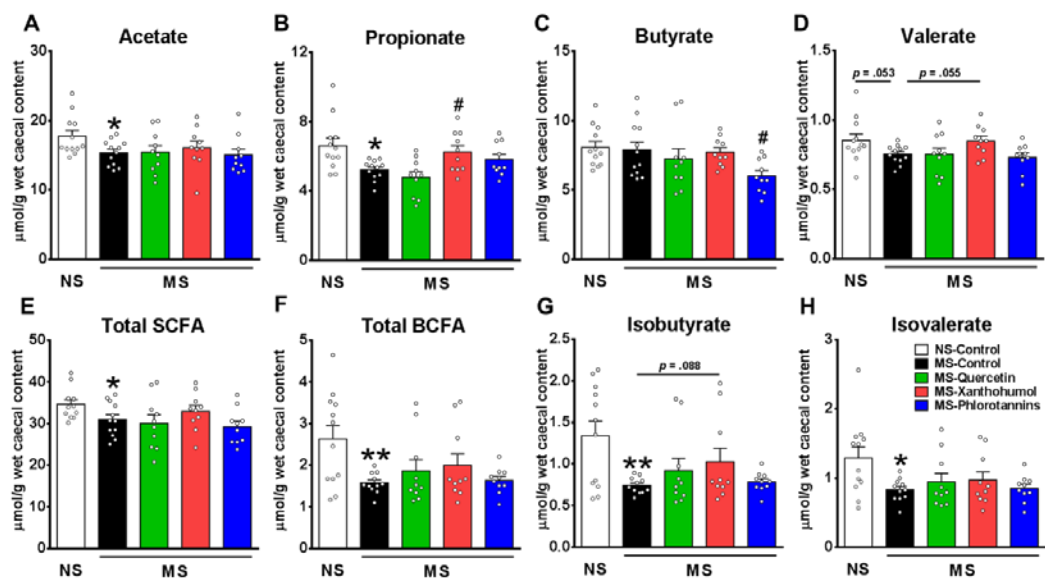 A
Acetate
μmol/g wet caecal content
30
20
10
0
*
NS
MS
B
Propionate
μmol/g wet caecal content
12
8
4
0
*
#
NS
MS
C
Butyrate
μmol/g wet caecal content
15
10
5
0
#
NS
MS
D
Valerate
μmol/g wet caecal content
1.5
1.0
0.5
0.0
p = .053
p = .055
NS
MS
E
Total SCFA
μmol/g wet caecal content
50
40
30
20
10
0
*
NS
MS
F
Total BCFA
μmol/g wet caecal content
5
4
3
2
1
0
**
NS
MS
G
Isobutyrate
μmol/g wet caecal content
2.5
2.0
1.5
1.0
0.5
0.0
**
p = .088
NS
MS
H
Isovalerate
μmol/g wet caecal content
3
2
1
0
*
NS-Control
MS-Control
MS-Quercetin
MS-Xanthohumol
MS-Phlorotannins
NS
MS